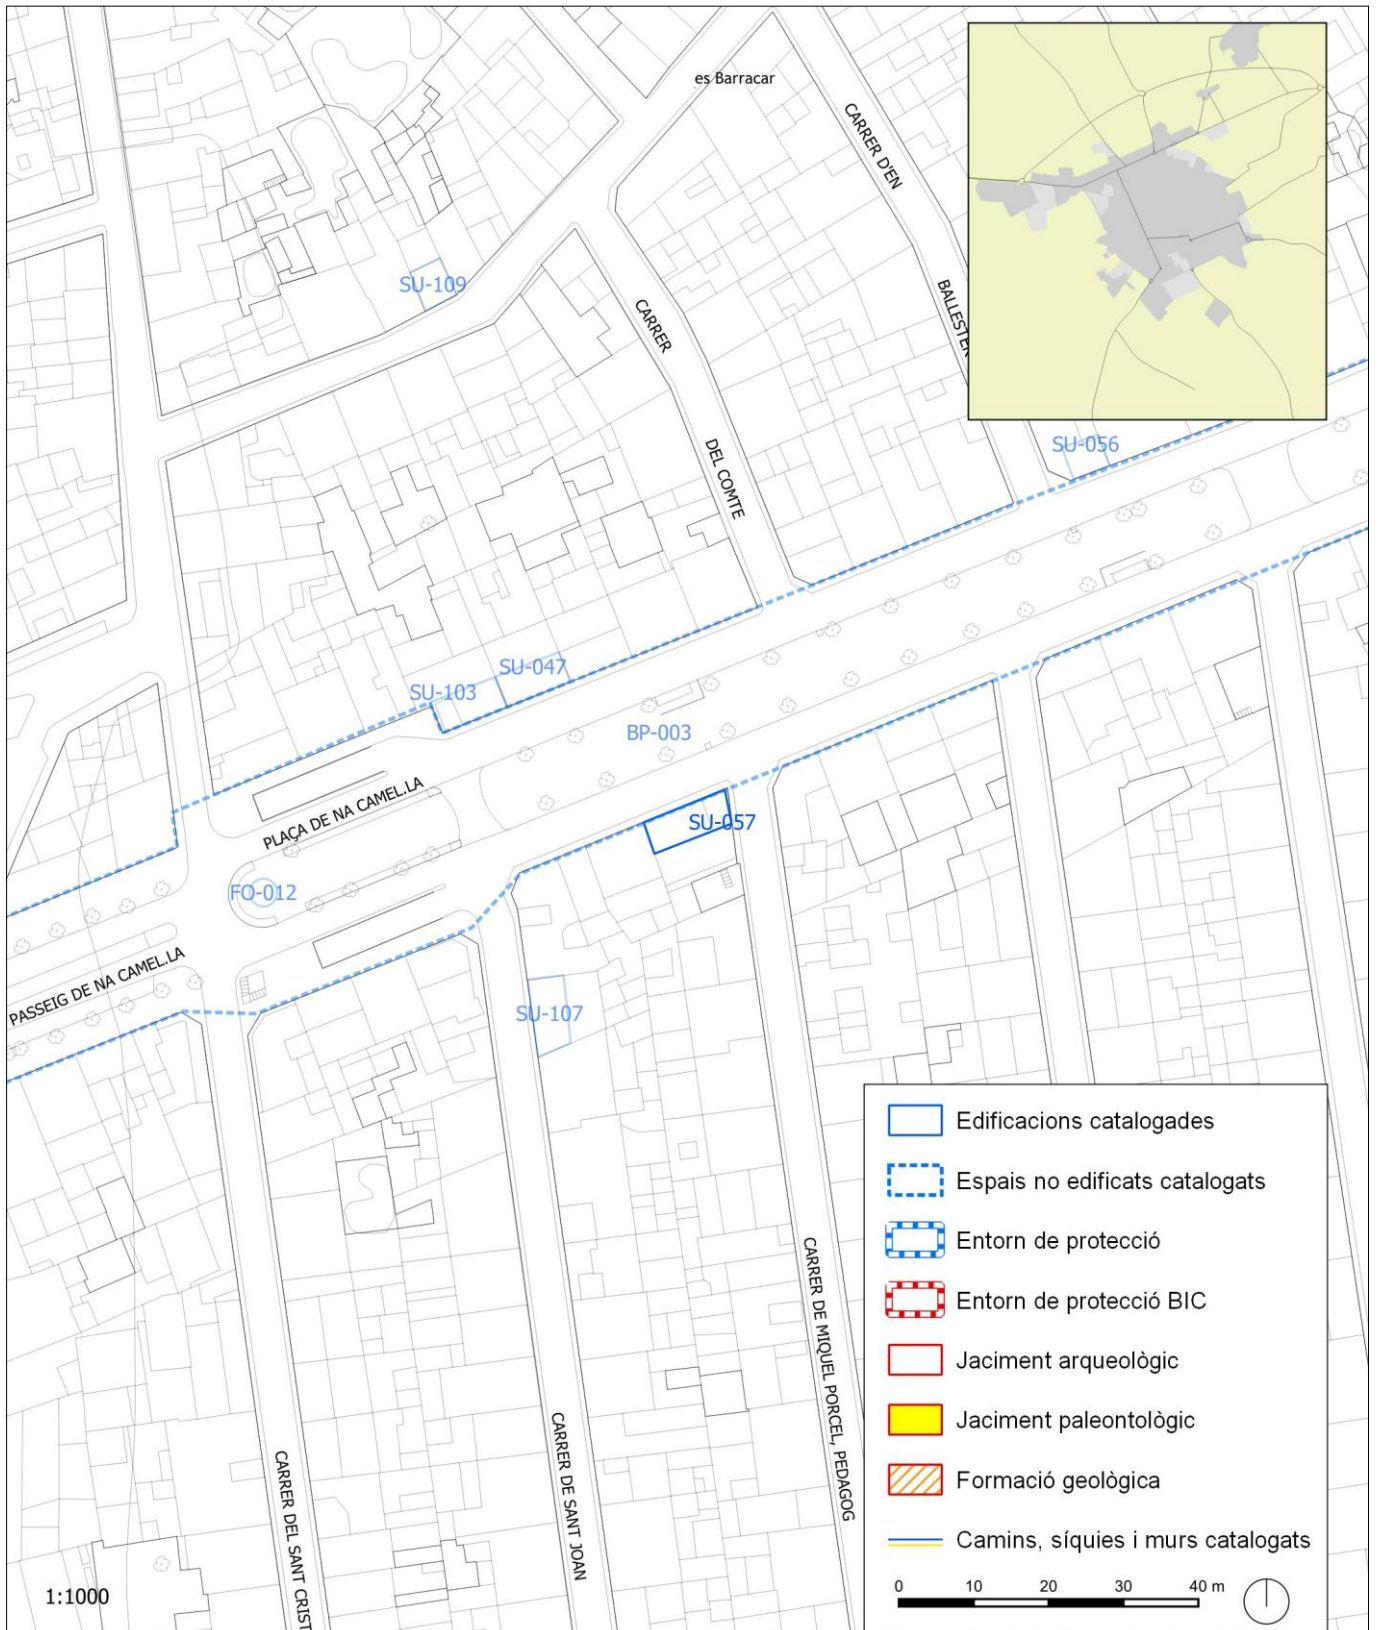 es Barracar
CARRER D'EN
BALLESTER
SU-109
CARRER
DEL COMTE
SU-056
SU-047
SU-103
BP-003
PLAÇA DE NA CAMEL.LA
SU-057
FO-012
PASSEIG DE NA CAMEL.LA
SU-107
CARRER DE MIQUEL PORCEL, PEDAGOG
CARRER DE SANT JOAN
CARRER DEL SANT CRIST
Edificacions catalogades
Espais no edificats catalogats
Entorn de protecció
Entorn de protecció BIC
Jaciment arqueològic
Jaciment paleontològic
Formació geològica
Camins, síquies i murs catalogats
0 10 20 30 40 m
1:1000